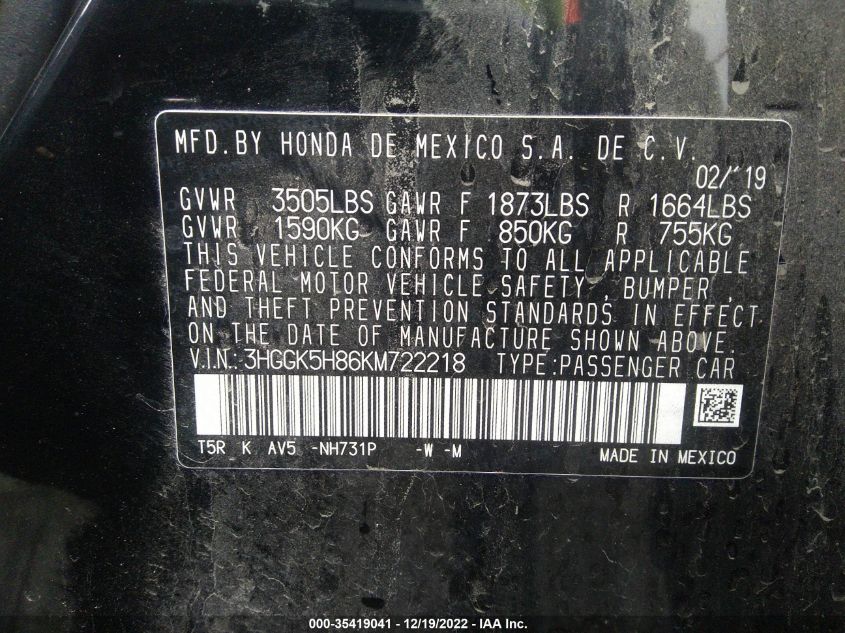 MFD.BY HONDA DE MEXICO S.A. DE C.V.
02/'19
GVWR 3505LBS GAWR F 1873LBS R 1664LBS
GVWR 1590KG GAWR F 850KG R 755KG
THIS VEHICLE CONFORMS TO ALL APPLICABLE
FEDERAL MOTOR VEHICLE SAFETY, BUMPER,
AND THEFT PREVENTION STANDARDS IN EFFECT
ON THE DATE OF MANUFACTURE SHOWN ABOVE.
V.I.N.:3HGGK5H86KM722218 TYPE:PASSENGER CAR
T5R K AV5 -NH731P -W -M MADE IN MEXICO
000-35419041 - 12/19/2022 - IAA Inc.